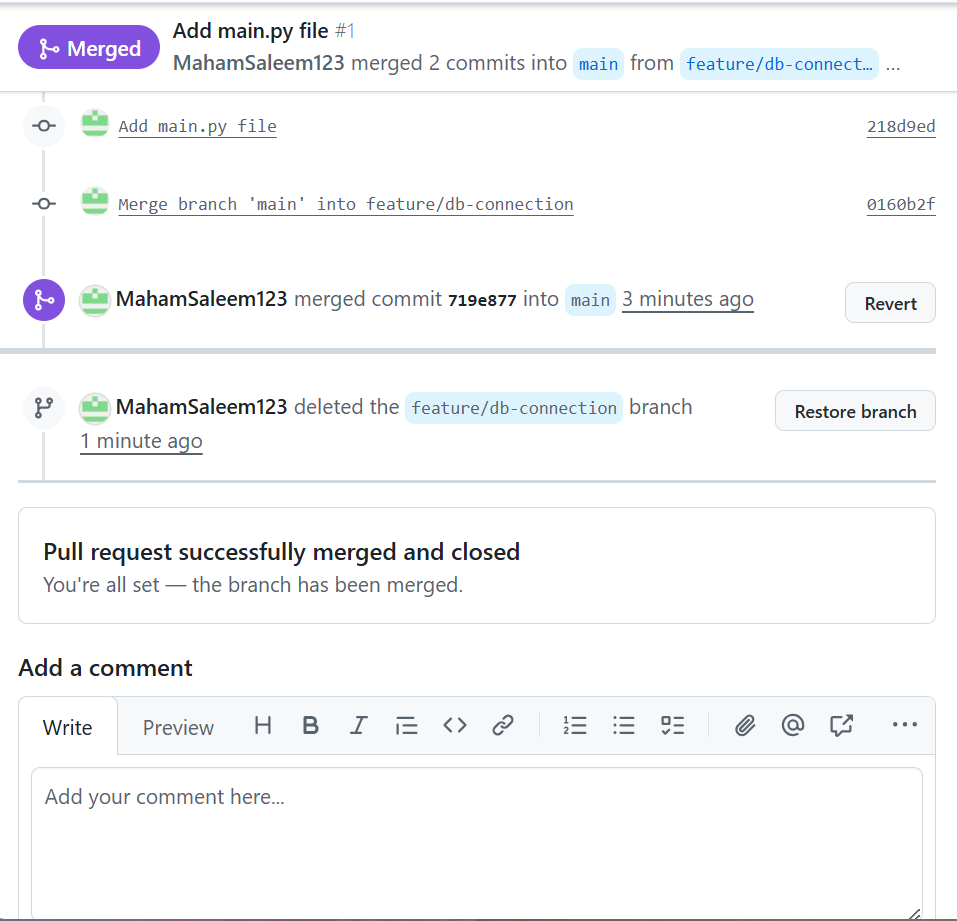 Merged
Add main.py file #1
MahamSaleem123 merged 2 commits into main from feature/db-connect… ...
Add main.py file 218d9ed
Merge branch 'main' into feature/db-connection 0160b2f
MahamSaleem123 merged commit 719e877 into main 3 minutes ago Revert
MahamSaleem123 deleted the feature/db-connection branch Restore branch
1 minute ago
Pull request successfully merged and closed
You're all set — the branch has been merged.
Add a comment
Write Preview
Add your comment here...